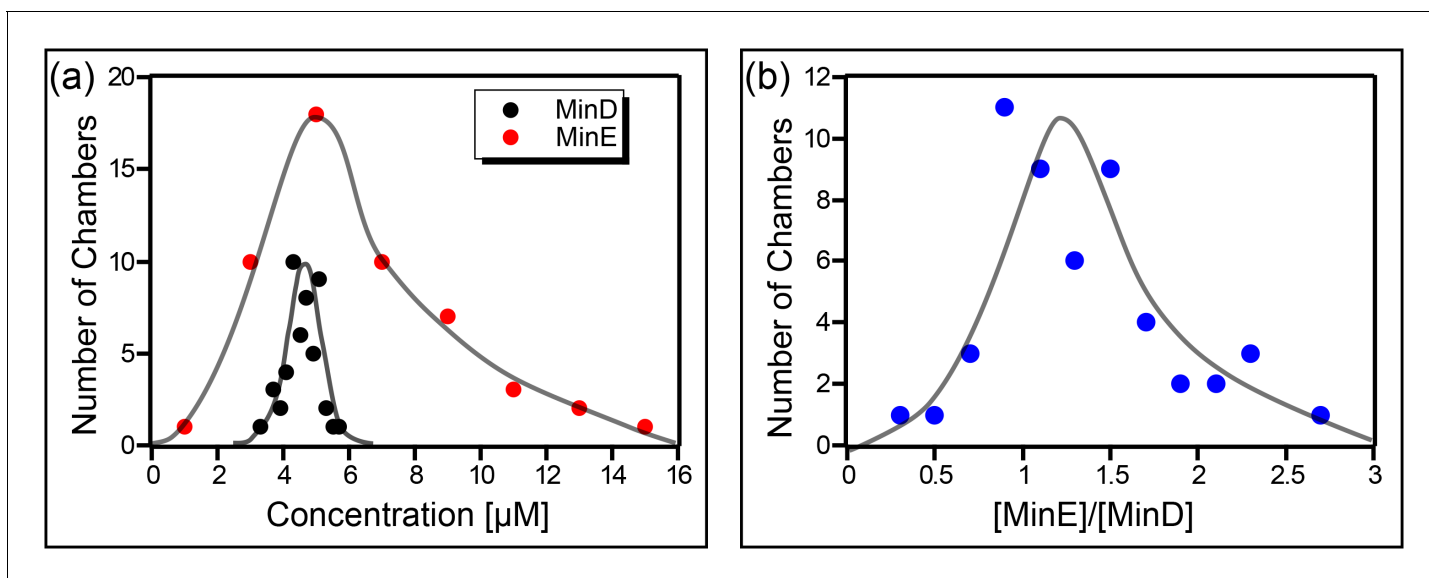 (a)
20
15
10
5
0
Number of Chambers
MinD
MinE
0 2 4 6 8 10 12 14 16
Concentration [µM]
(b)
12
10
8
6
4
2
0
Number of Chambers
0 0.5 1 1.5 2 2.5 3
[MinE]/[MinD]